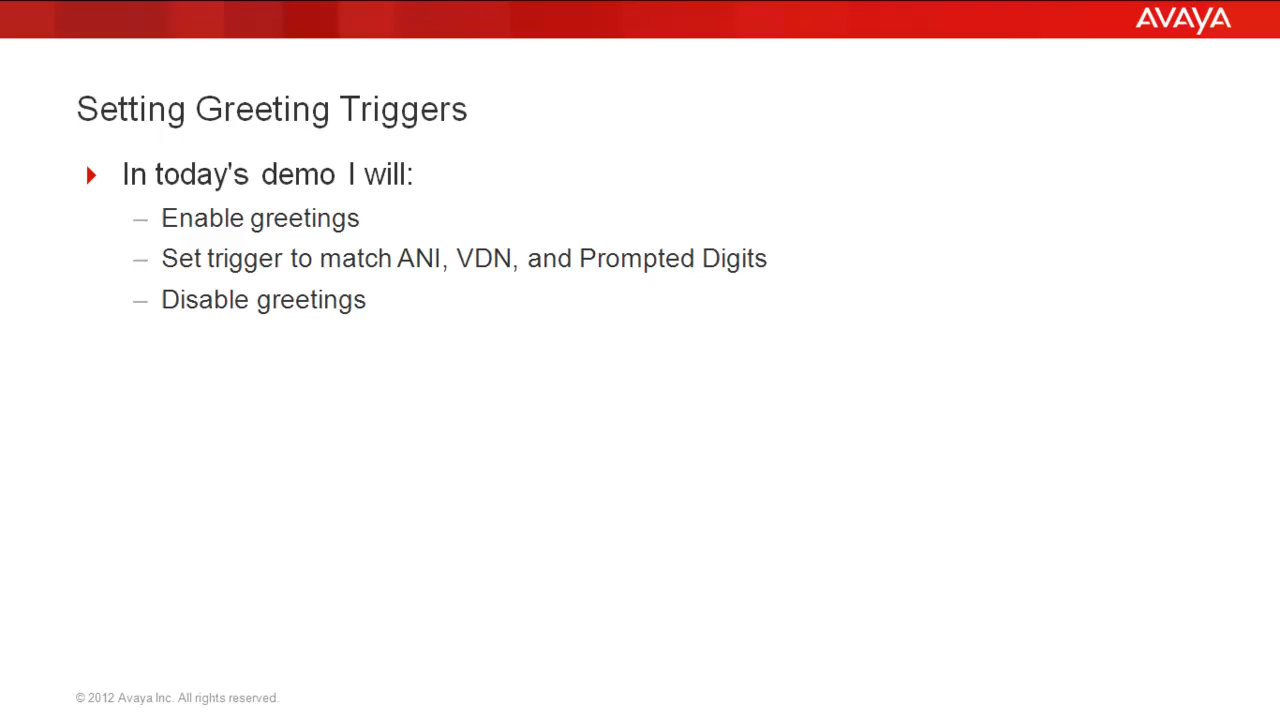 AVAYA
Setting Greeting Triggers
In today's demo I will:
– Enable greetings
– Set trigger to match ANI, VDN, and Prompted Digits
– Disable greetings
© 2012 Avaya Inc. All rights reserved.